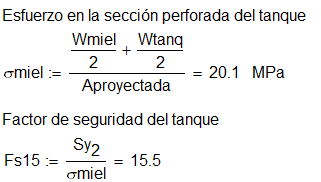 Esfuerzo en la sección perforada del tanque
σmiel := (Wmiel/2 + Wtanq/2)/Aproyectada = 20.1 MPa
Factor de seguridad del tanque
Fs15 := Sy₂/σmiel = 15.5